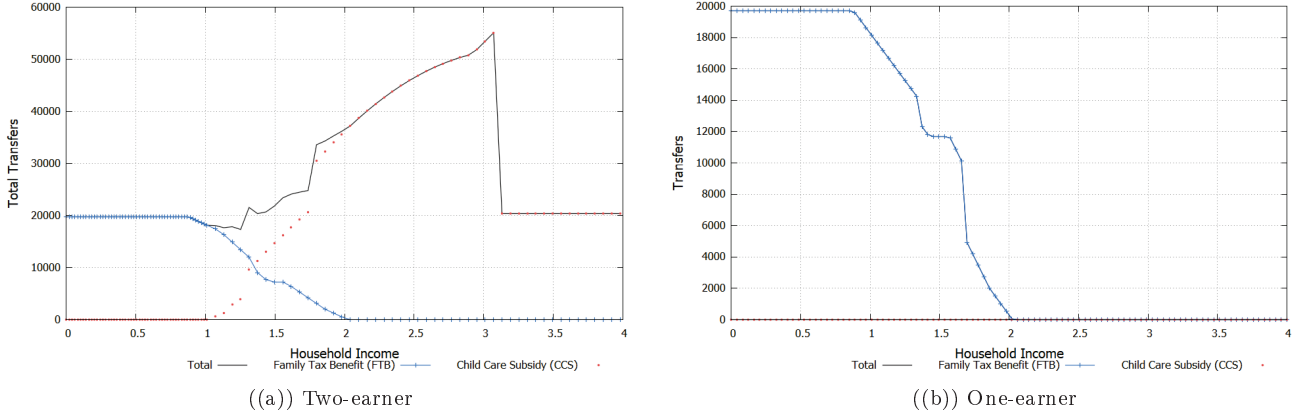 60000
50000
40000
30000
20000
10000
0
Total Transfers
0 0.5 1 1.5 2 2.5 3 3.5 4
Household Income
Total Family Tax Benefit (FTB) Child Care Subsidy (CCS)
((a)) Two-earner
20000
18000
16000
14000
12000
10000
8000
6000
4000
2000
0
Transfers
0 0.5 1 1.5 2 2.5 3 3.5 4
Household Income
Total Family Tax Benefit (FTB) Child Care Subsidy (CCS)
((b)) One-earner